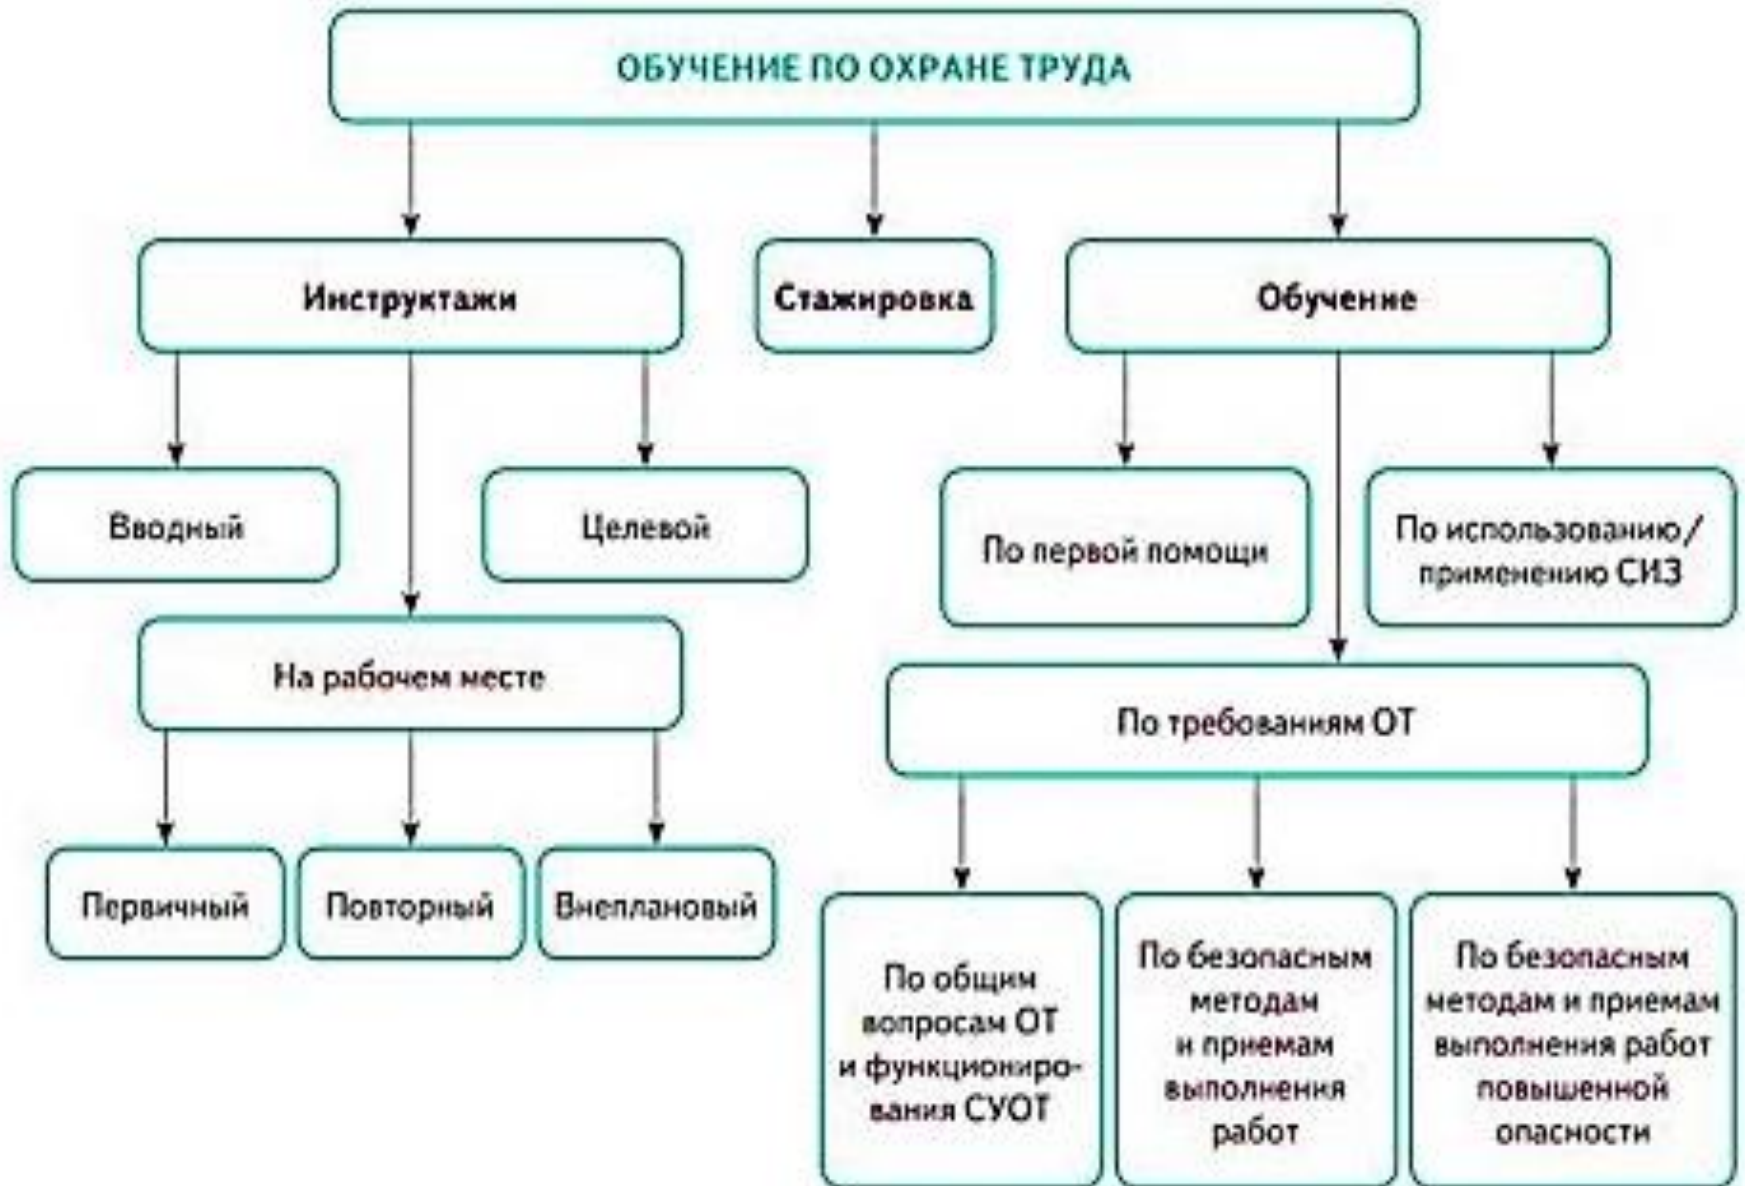 ОБУЧЕНИЕ ПО ОХРАНЕ ТРУДА
Инструктажи
Стажировка
Обучение
Вводный
Целевой
По первой помощи
По использованию/
применению СИЗ
На рабочем месте
По требованиям ОТ
Первичный
Повторный
Внеплановый
По общим
вопросам ОТ
и функциониро-
вания СУОТ
По безопасным
методам
и приемам
выполнения
работ
По безопасным
методам и приемам
выполнения работ
повышенной
опасности